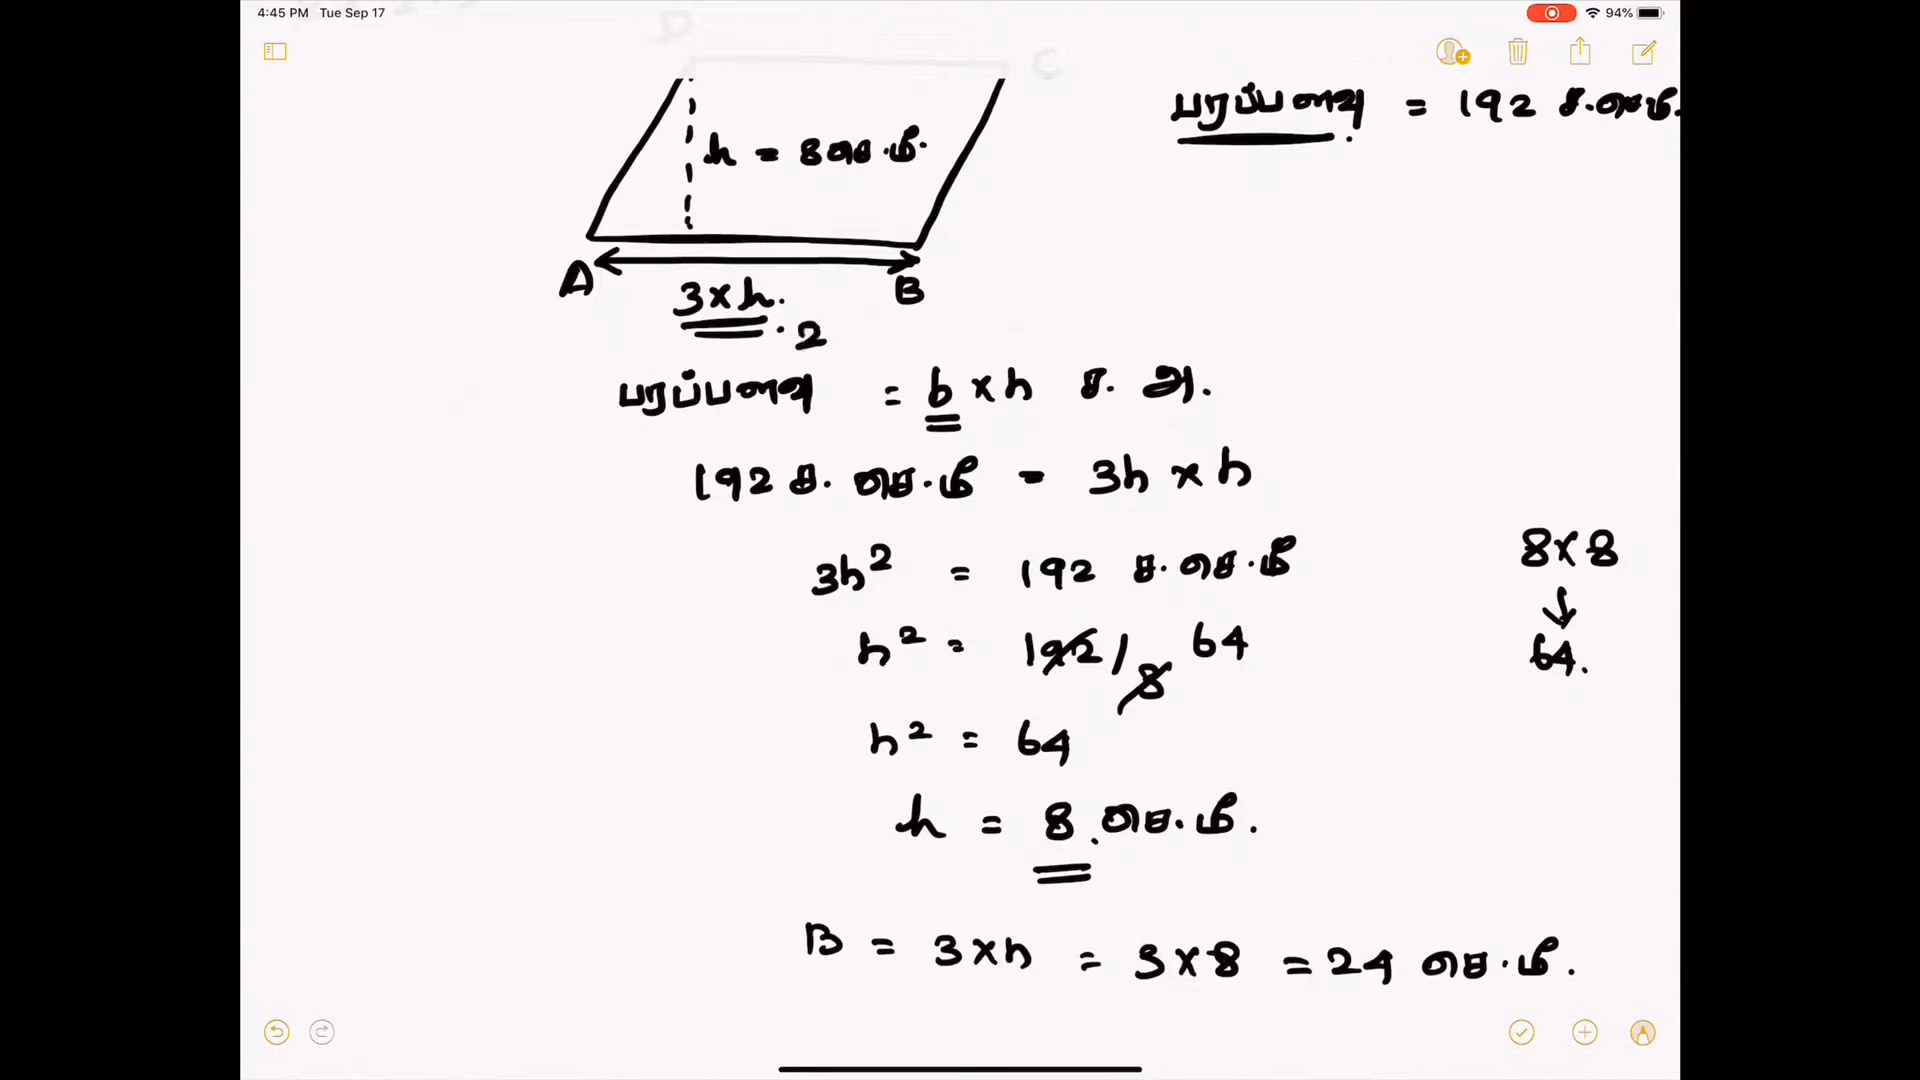 4:45 PM Tue Sep 17
94%
D
C
பரப்பளவு = 192 ச.செ.மீ.
h = 8 செ.மீ.
A
B
3 x h.
2
பரப்பளவு = b x h ச. அ.
192 ச. செ.மீ = 3h x h
3h² = 192 ச.செ.மீ
8 x 8
h² = 192/3 64
64.
h² = 64
h = 8 செ.மீ.
B = 3 x h = 3 x 8 = 24 செ.மீ.